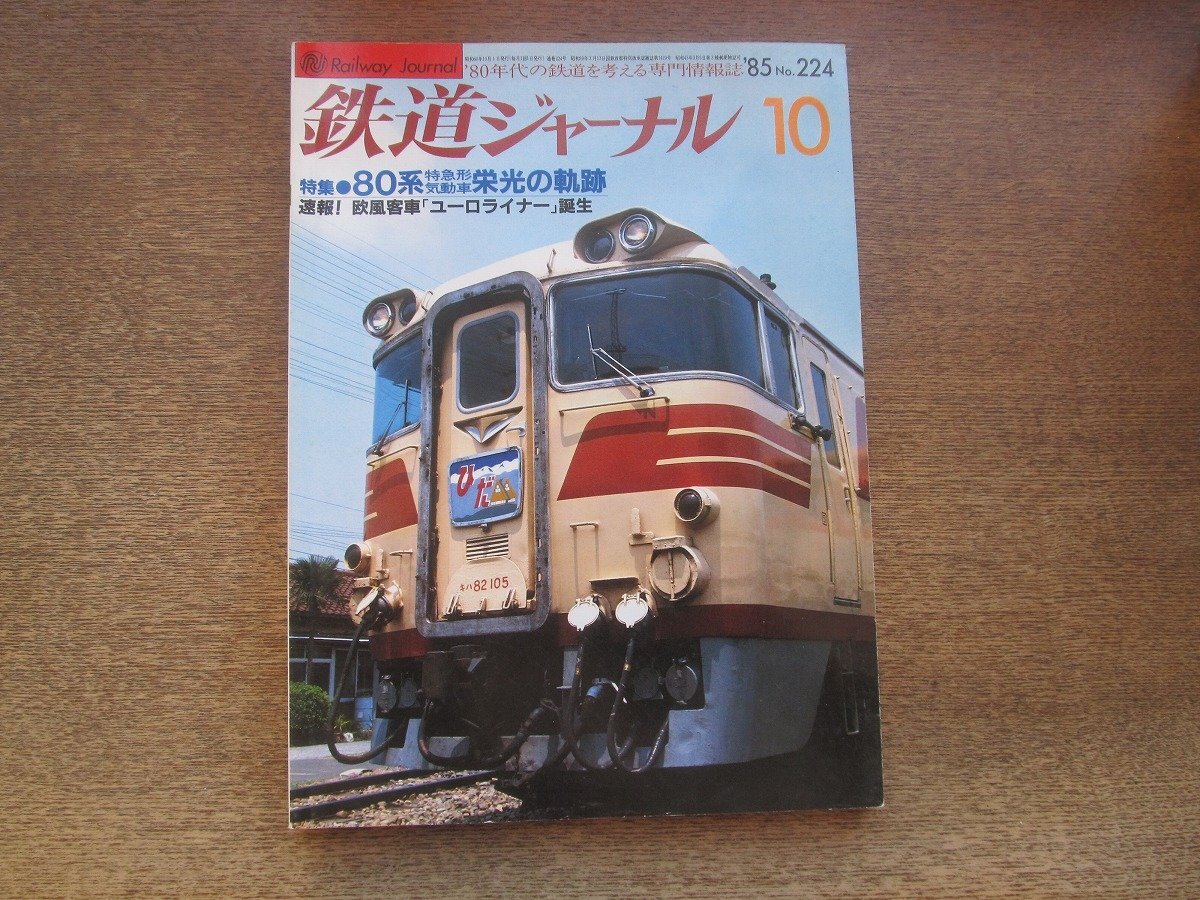 Railway Journal
'80年代の鉄道を考える専門情報誌 '85 No.224
鉄道ジャーナル 10
特集●80系特急形気動車栄光の軌跡
速報! 欧風客車「ユーロライナー」誕生
ひだ
キハ82105